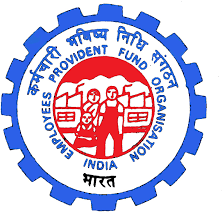 कर्मचारी भविष्य निधि संगठन
EMPLOYEES PROVIDENT FUND ORGANISATION
INDIA
भारत